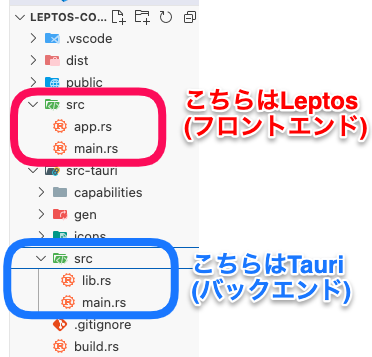 LEPTOS-CO...
.vscode
dist
public
src
app.rs
main.rs
こちらはLeptos
(フロントエンド)
src-tauri
capabilities
gen
icons
src
lib.rs
main.rs
こちらはTauri
(バックエンド)
.gitignore
build.rs